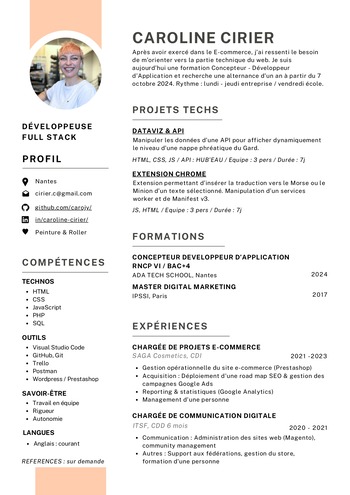 CAROLINE CIRIER
Après avoir exercé dans le E-commerce, j'ai ressenti le besoin
de m'orienter vers la partie technique du web. Je suis
aujourd'hui une formation Concepteur - Développeur
d'Application et recherche une alternance d'un an à partir du 7
octobre 2024. Rythme : lundi - jeudi entreprise / vendredi école.
DÉVELOPPEUSE
FULL STACK
PROFIL
Nantes
cirier.c@gmail.com
github.com/carojy/
in/caroline-cirier/
Peinture & Roller
COMPÉTENCES
TECHNOS
• HTML
• CSS
• JavaScript
• PHP
• SQL
OUTILS
• Visual Studio Code
• GitHub, Git
• Trello
• Postman
• Wordpress / Prestashop
SAVOIR-ÊTRE
• Travail en équipe
• Rigueur
• Autonomie
LANGUES
• Anglais : courant
REFERENCES : sur demande
PROJETS TECHS
DATAVIZ & API
Manipuler les données d'une API pour afficher dynamiquement
le niveau d'une nappe phréatique du Gard.
HTML, CSS, JS / API : HUB'EAU / Equipe : 3 pers / Durée : 7j
EXTENSION CHROME
Extension permettant d'insérer la traduction vers le Morse ou le
Minion d'un texte sélectionné. Manipulation d'un services
worker et de Manifest v3.
JS, HTML / Equipe : 3 pers / Durée : 7j
FORMATIONS
CONCEPTEUR DEVELOPPEUR D'APPLICATION
RNCP VI / BAC+4
ADA TECH SCHOOL, Nantes 2024
MASTER DIGITAL MARKETING
IPSSI, Paris 2017
EXPÉRIENCES
CHARGÉE DE PROJETS E-COMMERCE
SAGA Cosmetics, CDI 2021 -2023
• Gestion opérationnelle du site e-commerce (Prestashop)
• Acquisition : Déploiement d'une road map SEO & gestion des
campagnes Google Ads
• Reporting & statistiques (Google Analytics)
• Management d'une personne
CHARGÉE DE COMMUNICATION DIGITALE
ITSF, CDD 6 mois 2020 - 2021
• Communication : Administration des sites web (Magento),
community management
• Autres : Support aux fédérations, gestion du store,
formation d'une personne